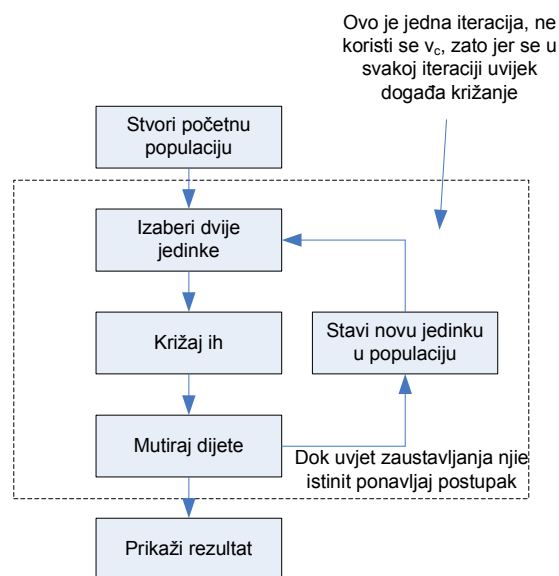 Ovo je jedna iteracija, ne
koristi se vc, zato jer se u
svakoj iteraciji uvijek
događa križanje
Stvori početnu
populaciju
Izaberi dvije
jedinke
Križaj ih
Stavi novu jedinku
u populaciju
Mutiraj dijete
Dok uvjet zaustavljanja njie
istinit ponavljaj postupak
Prikaži rezultat